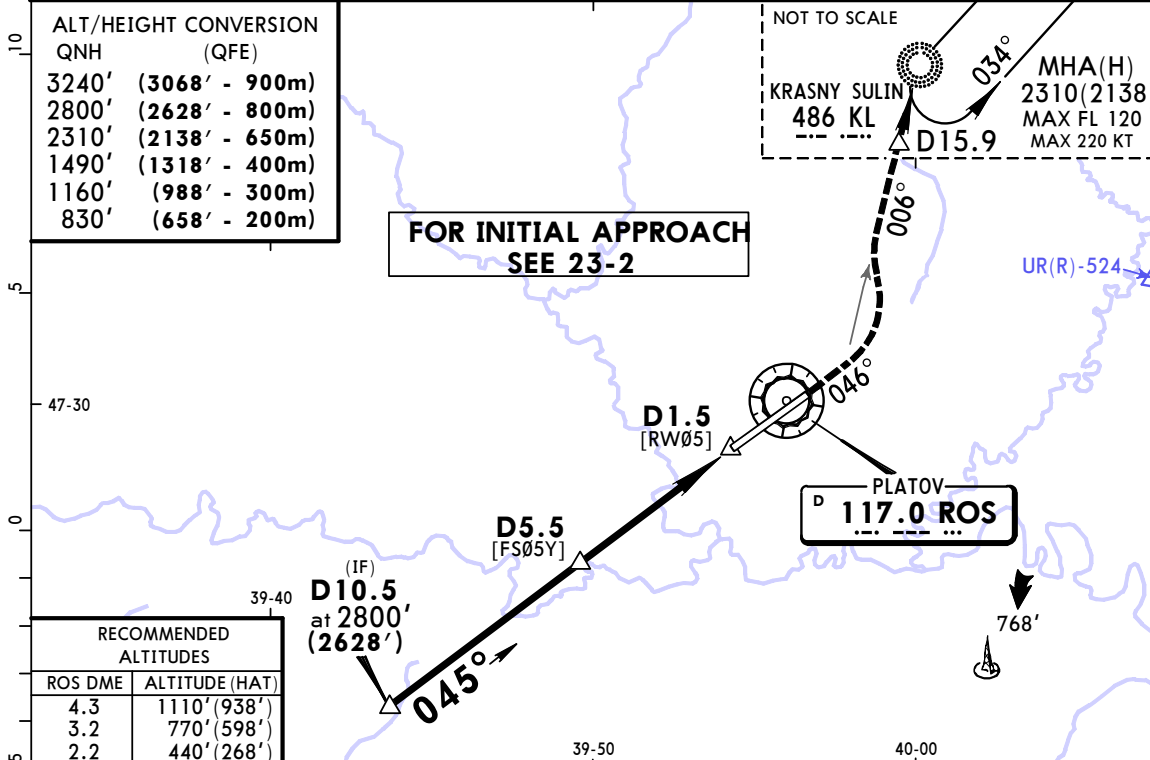 ALT/HEIGHT CONVERSION
QNH (QFE)
3240' (3068' - 900m)
2800' (2628' - 800m)
2310' (2138' - 650m)
1490' (1318' - 400m)
1160' (988' - 300m)
830' (658' - 200m)
10
5
0
47-30
FOR INITIAL APPROACH
SEE 23-2
NOT TO SCALE
KRASNY SULIN
486 KL
D15.9
034°
MHA(H)
2310(2138
MAX FL 120
MAX 220 KT
006°
UR(R)-524
046°
D1.5
[RWØ5]
PLATOV
D 117.0 ROS
D5.5
[FSØ5Y]
(IF)
D10.5
at 2800'
(2628')
045°
768'
39-40
39-50
40-00
RECOMMENDED
ALTITUDES
ROS DME ALTITUDE(HAT)
4.3 1110'(938')
3.2 770'(598')
2.2 440'(268')
5